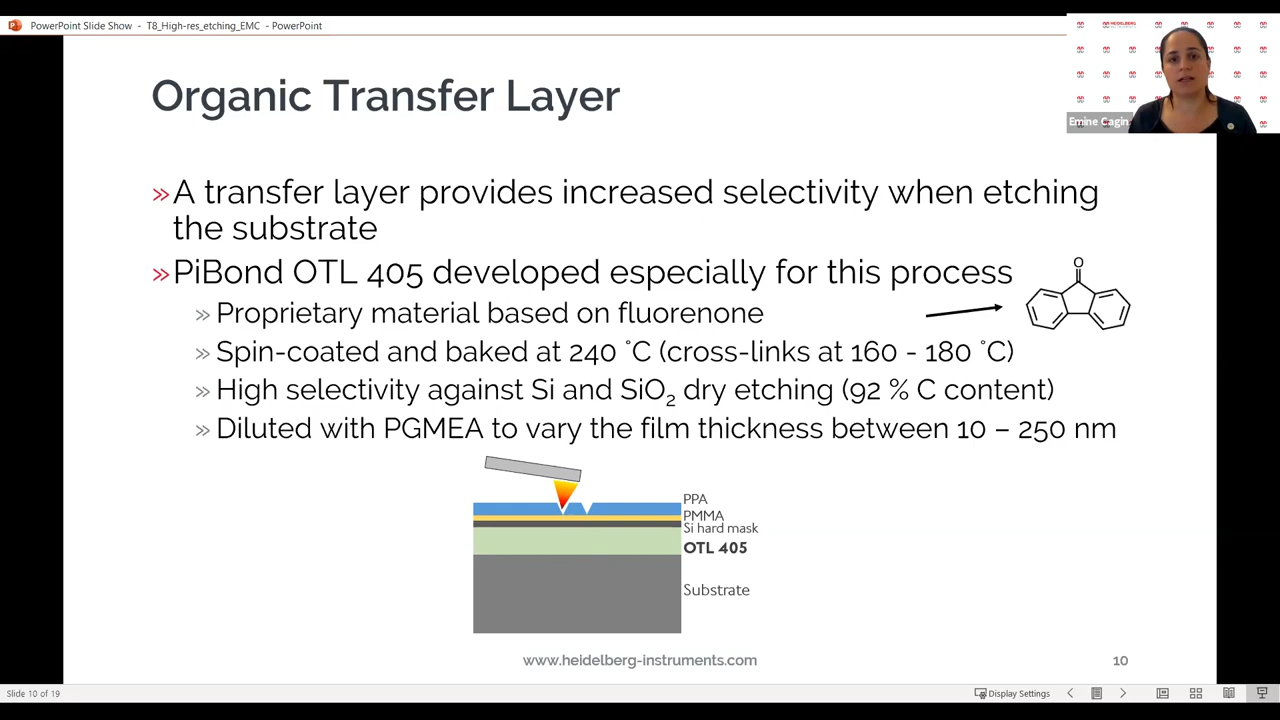 PowerPoint Slide Show - T8_High-res_etching_EMC - PowerPoint
HEIDELBERG
Emine Cagin
Organic Transfer Layer
» A transfer layer provides increased selectivity when etching
the substrate
» PiBond OTL 405 developed especially for this process
» Proprietary material based on fluorenone
O
» Spin-coated and baked at 240 ˚C (cross-links at 160 - 180 ˚C)
» High selectivity against Si and SiO₂ dry etching (92 % C content)
» Diluted with PGMEA to vary the film thickness between 10 – 250 nm
PPA
PMMA
Si hard mask
OTL 405
Substrate
www.heidelberg-instruments.com
10
Slide 10 of 19
Display Settings